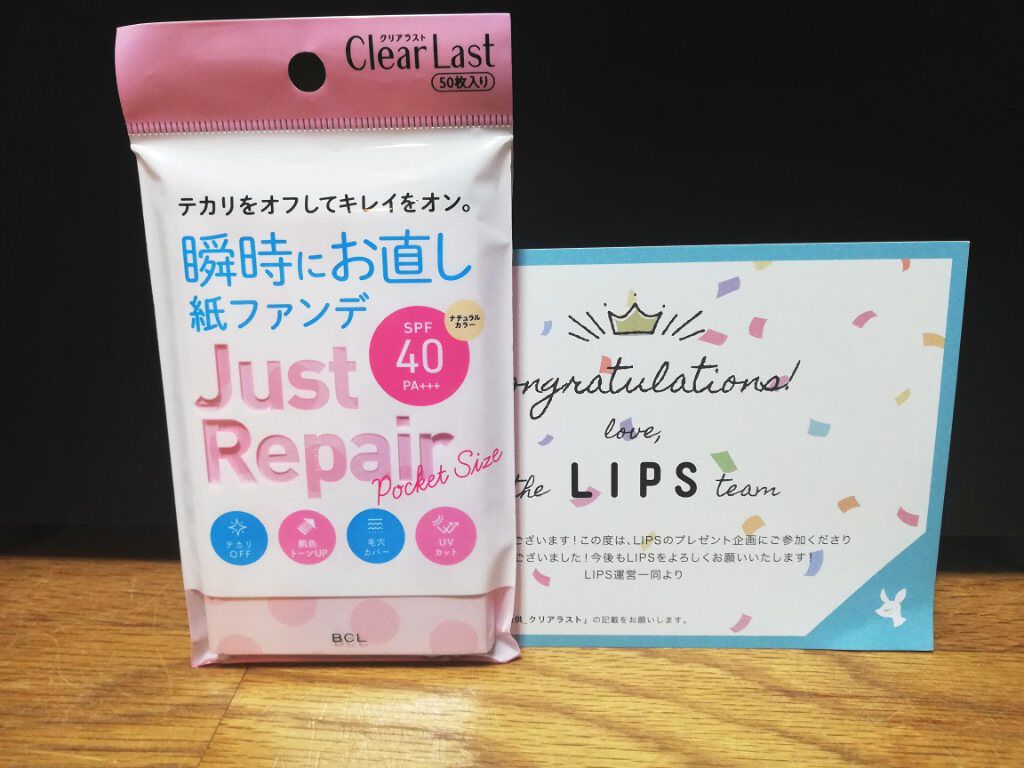 クリアラスト
Clear Last
50枚入り
テカリをオフしてキレイをオン。
瞬時にお直し
紙ファンデ
ナチュラル
カラー
SPF
40
PA+++
Just
Repair
Pocket Size
テカリ
OFF
肌色
トーンUP
毛穴
カバー
UV
カット
BCL
ongratulations!
love,
the LIPS team
ございます！この度は、LIPSのプレゼント企画にご参加くださり
ございました！今後もLIPSをよろしくお願いいたします！
LIPS運営一同より
供_クリアラスト」の記載をお願いします。